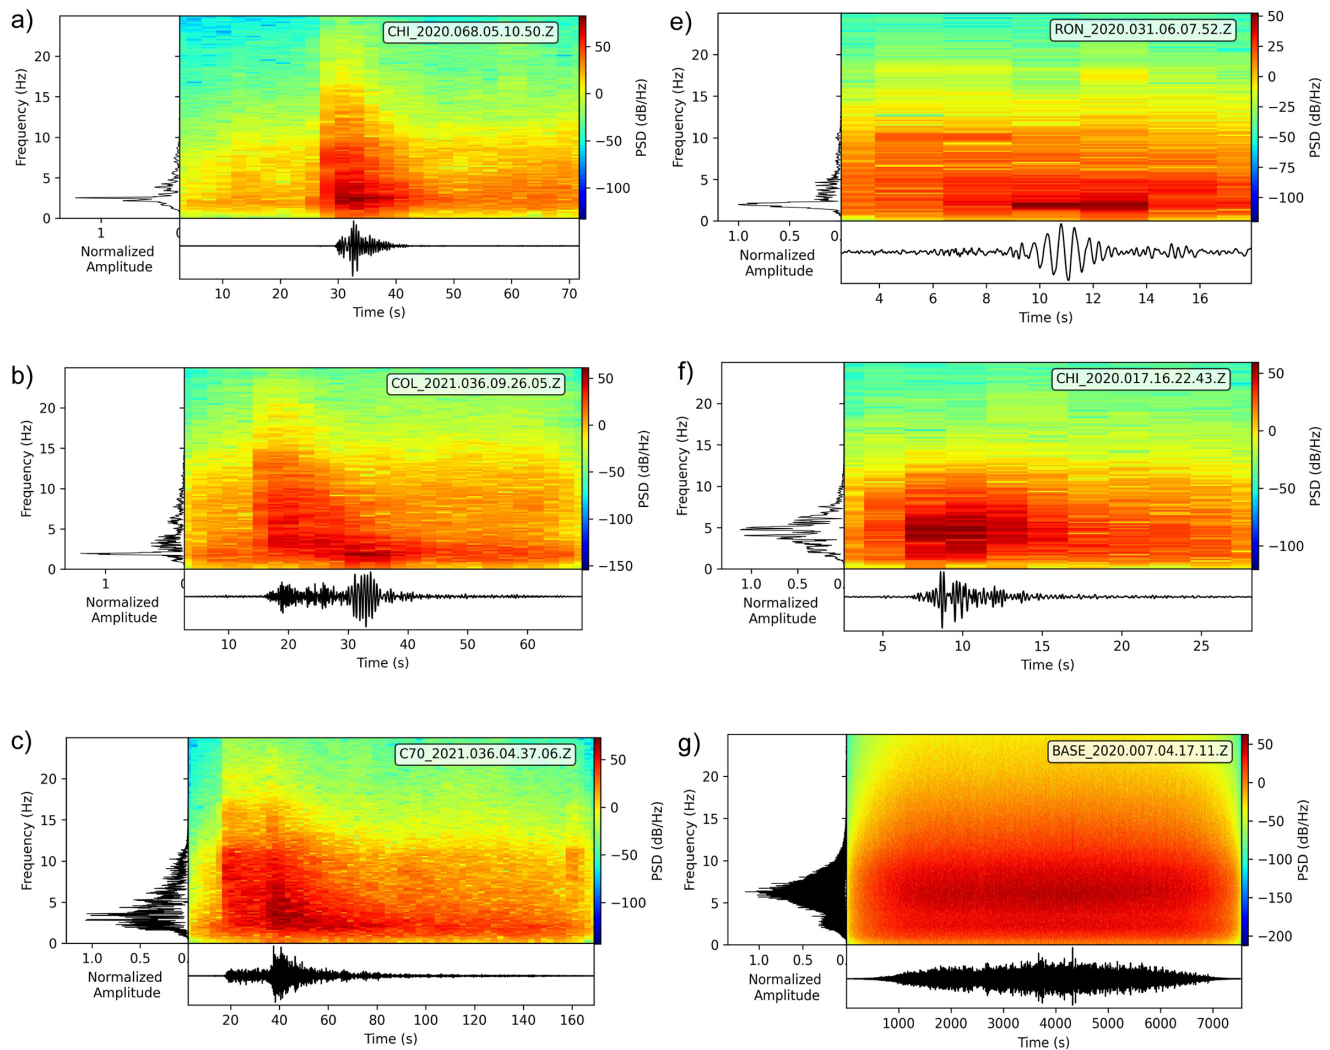 a)
CHI_2020.068.05.10.50.Z
Frequency (Hz)
20
15
10
5
0
50
0
−50
−100
PSD (dB/Hz)
1
0
Normalized
Amplitude
10 20 30 40 50 60 70
Time (s)
e)
RON_2020.031.06.07.52.Z
Frequency (Hz)
20
15
10
5
0
50
25
0
−25
−50
−75
−100
PSD (dB/Hz)
1.0 0.5 0.
Normalized
Amplitude
4 6 8 10 12 14 16
Time (s)
b)
COL_2021.036.09.26.05.Z
Frequency (Hz)
20
15
10
5
0
50
0
−50
−100
−150
PSD (dB/Hz)
1
0
Normalized
Amplitude
10 20 30 40 50 60
Time (s)
f)
CHI_2020.017.16.22.43.Z
Frequency (Hz)
20
15
10
5
0
50
0
−50
−100
PSD (dB/Hz)
1.0 0.5 0.
Normalized
Amplitude
5 10 15 20 25
Time (s)
c)
C70_2021.036.04.37.06.Z
Frequency (Hz)
20
15
10
5
0
50
0
−50
−100
PSD (dB/Hz)
1.0 0.5 0.
Normalized
Amplitude
20 40 60 80 100 120 140 160
Time (s)
g)
BASE_2020.007.04.17.11.Z
Frequency (Hz)
20
15
10
5
0
50
0
−50
−100
−150
−200
PSD (dB/Hz)
1.0 0.5 0.
Normalized
Amplitude
1000 2000 3000 4000 5000 6000 7000
Time (s)